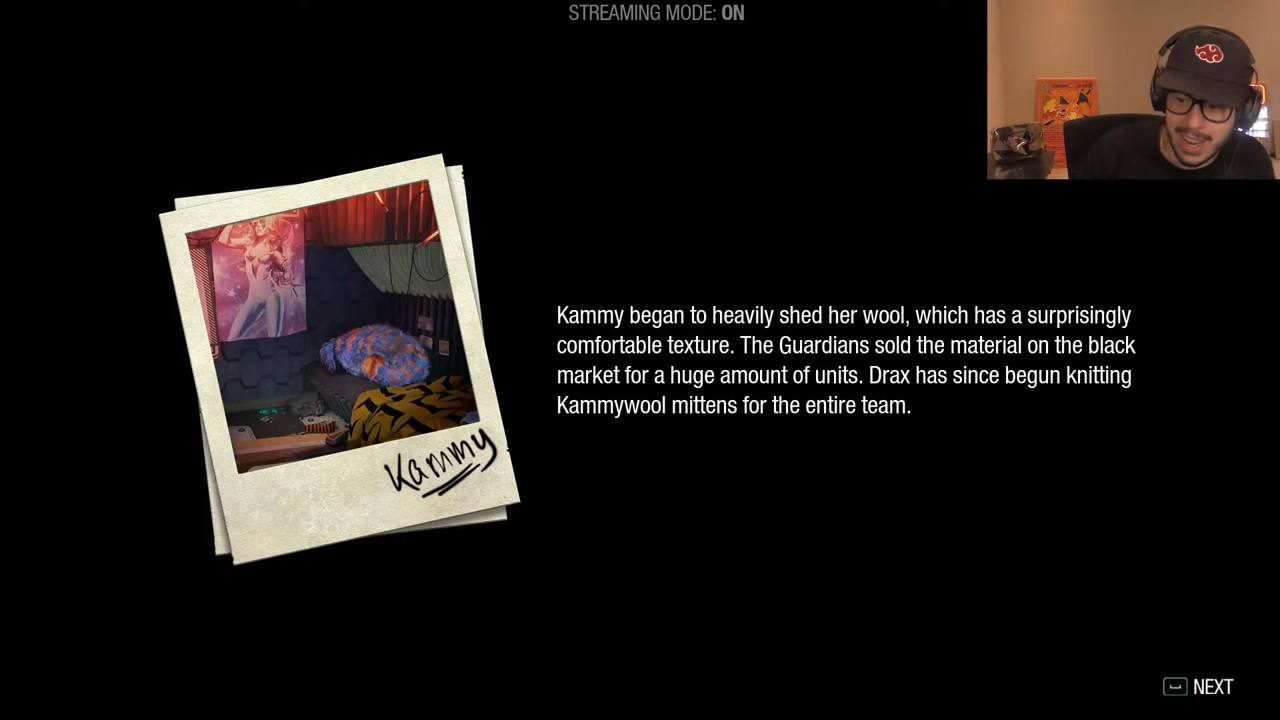 STREAMING MODE: ON
Kammy began to heavily shed her wool, which has a surprisingly
comfortable texture. The Guardians sold the material on the black
market for a huge amount of units. Drax has since begun knitting
Kammywool mittens for the entire team.
Kammy
NEXT